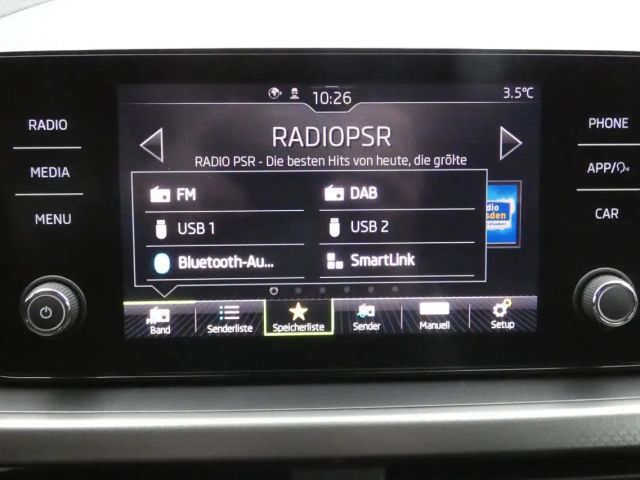 10:26
3.5°C
RADIO
MEDIA
MENU
PHONE
APP/
CAR
RADIOPSR
RADIO PSR - Die besten Hits von heute, die größte
FM
DAB
USB 1
USB 2
Bluetooth-Au...
SmartLink
Band
Senderliste
Speicherliste
Sender
Manuell
Setup